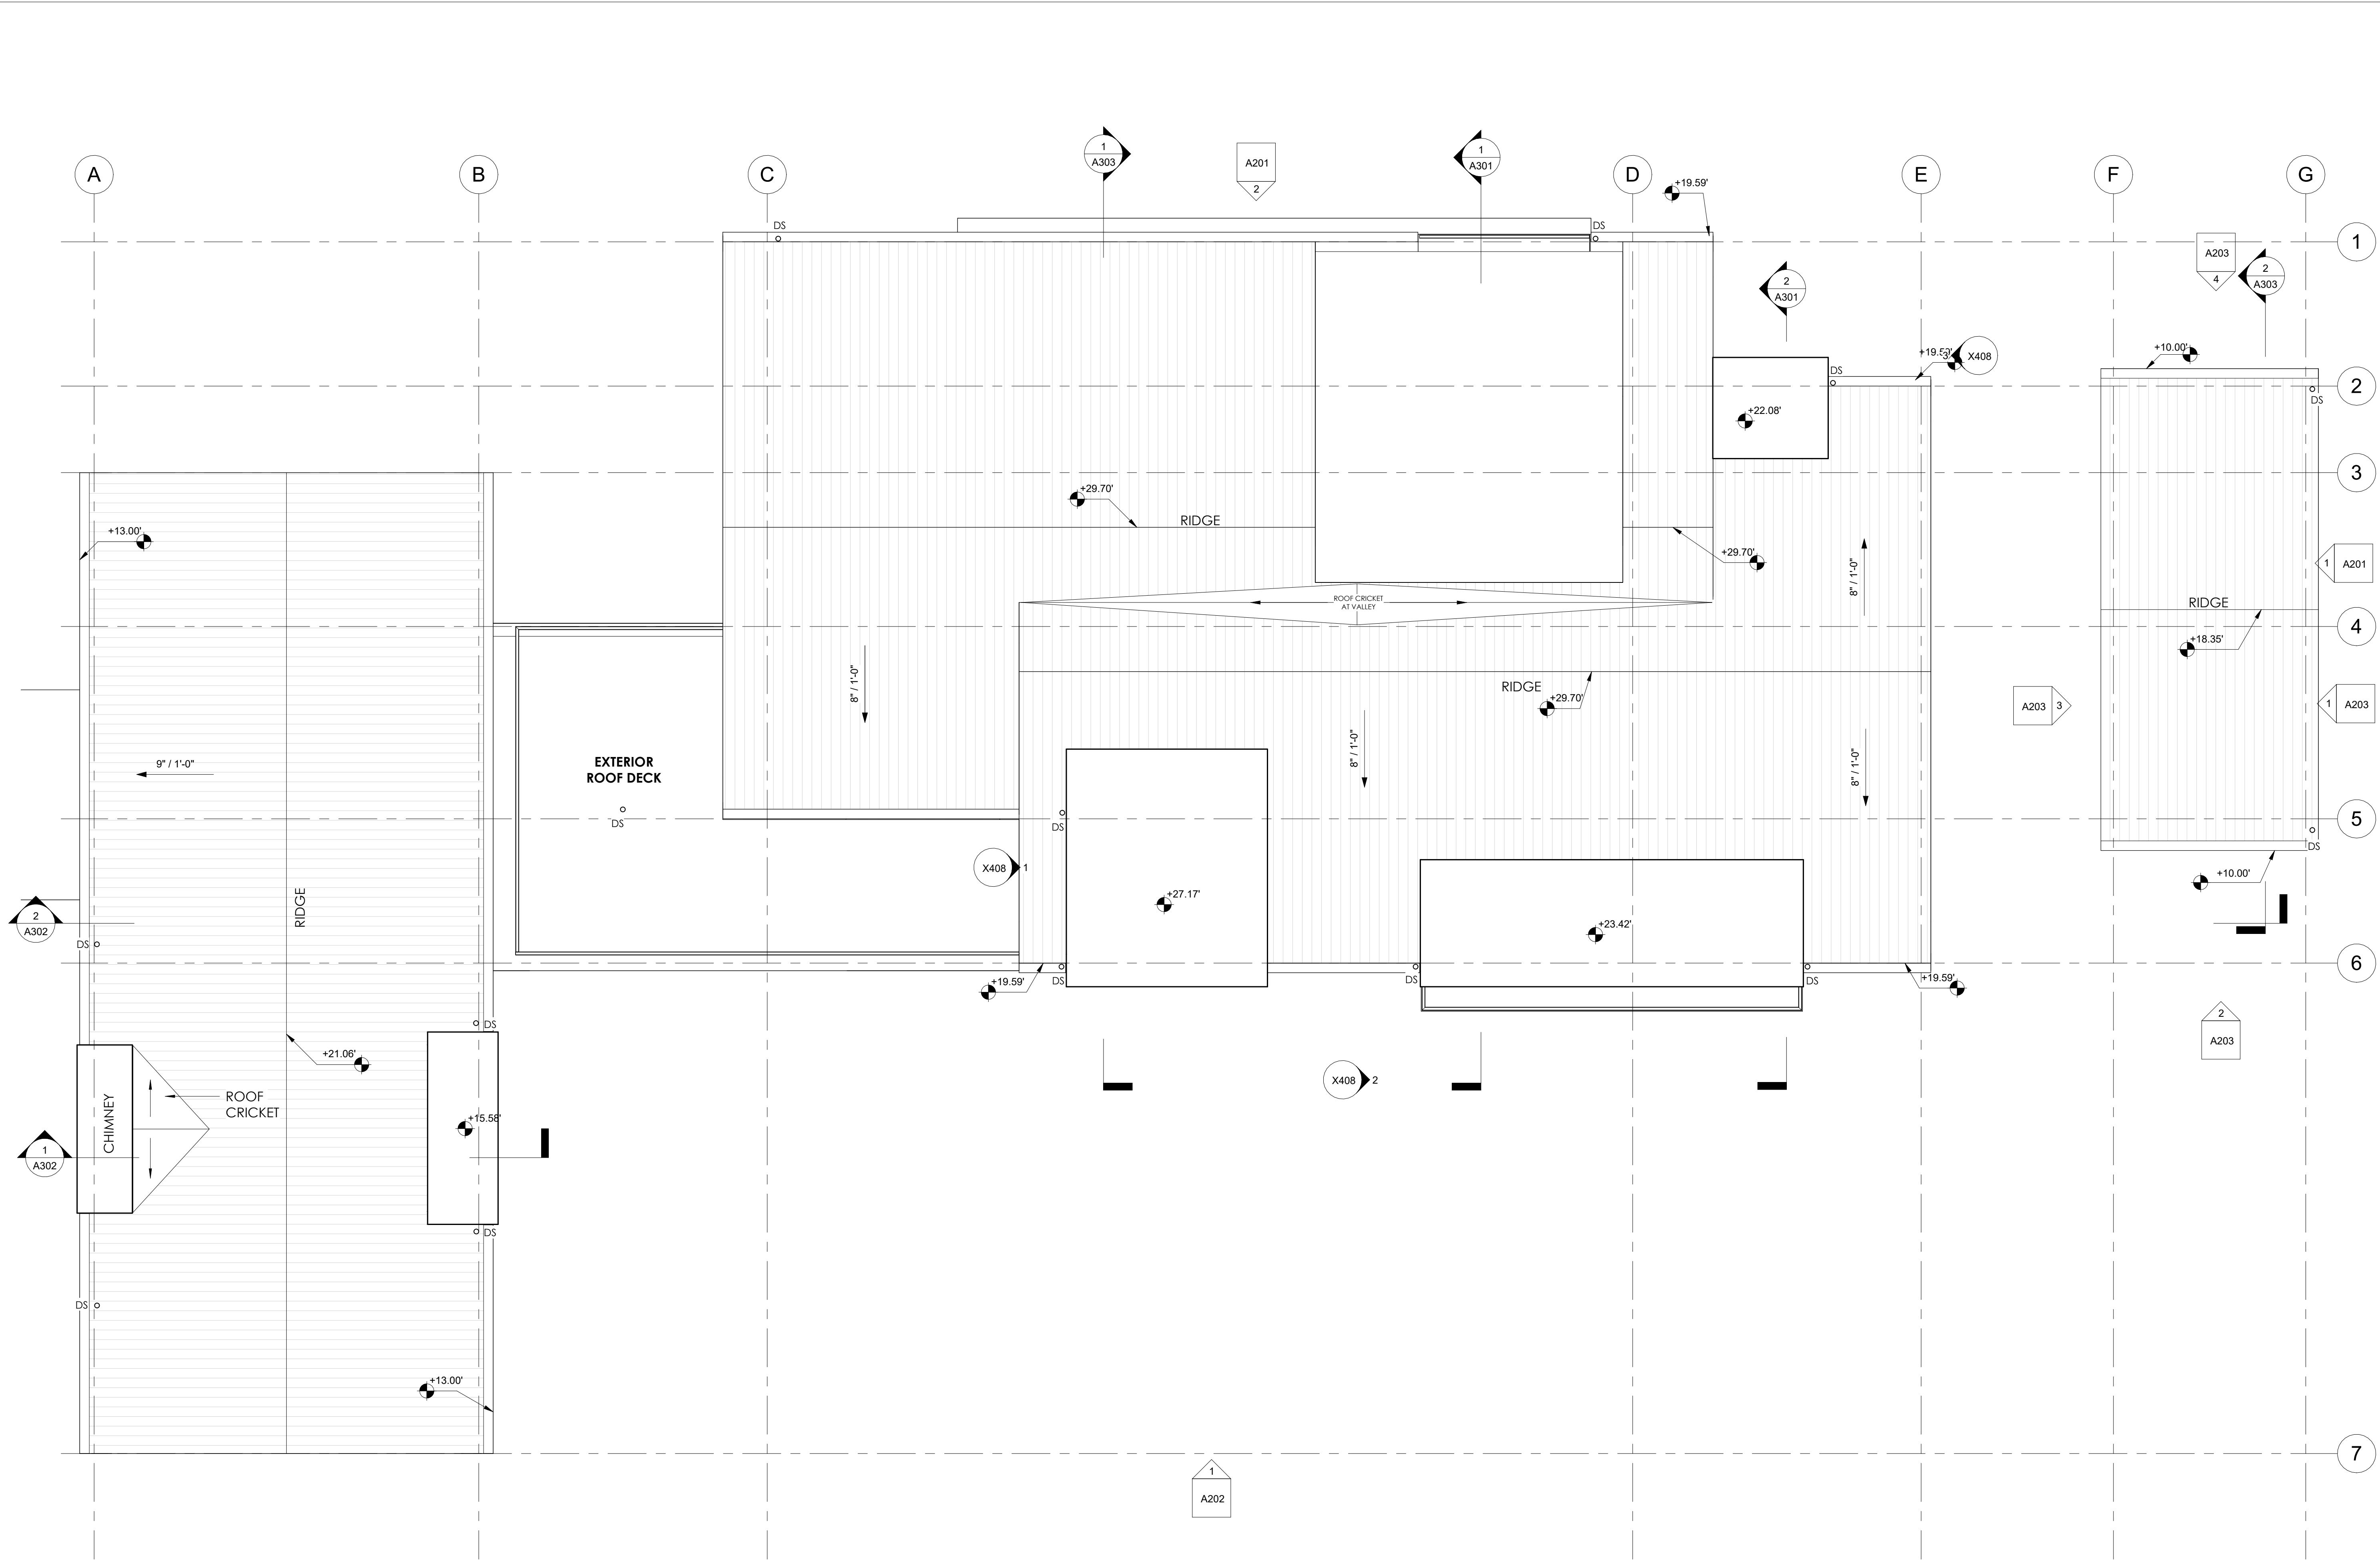 A
B
C
D
E
F
G
1
A303
A201
2
1
A301
+19.59'
DS
DS
1
A203
4
2
A303
2
A301
+19.59'
3
X408
+10.00'
DS
2
DS
+22.08'
3
+29.70'
RIDGE
+13.00'
+29.70'
8" / 1'-0"
1
A201
ROOF CRICKET
AT VALLEY
RIDGE
4
+18.35'
8" / 1'-0"
RIDGE
+29.70'
A203
3
1
A203
8" / 1'-0"
8" / 1'-0"
9" / 1'-0"
EXTERIOR
ROOF DECK
DS
DS
5
DS
X408
1
+10.00'
+27.17'
RIDGE
2
A302
+23.42'
DS
6
DS
DS
DS
+19.59'
+19.59'
DS
2
A203
+21.06'
X408
2
ROOF
CRICKET
CHIMNEY
+15.58'
1
A302
DS
DS
+13.00'
7
1
A202